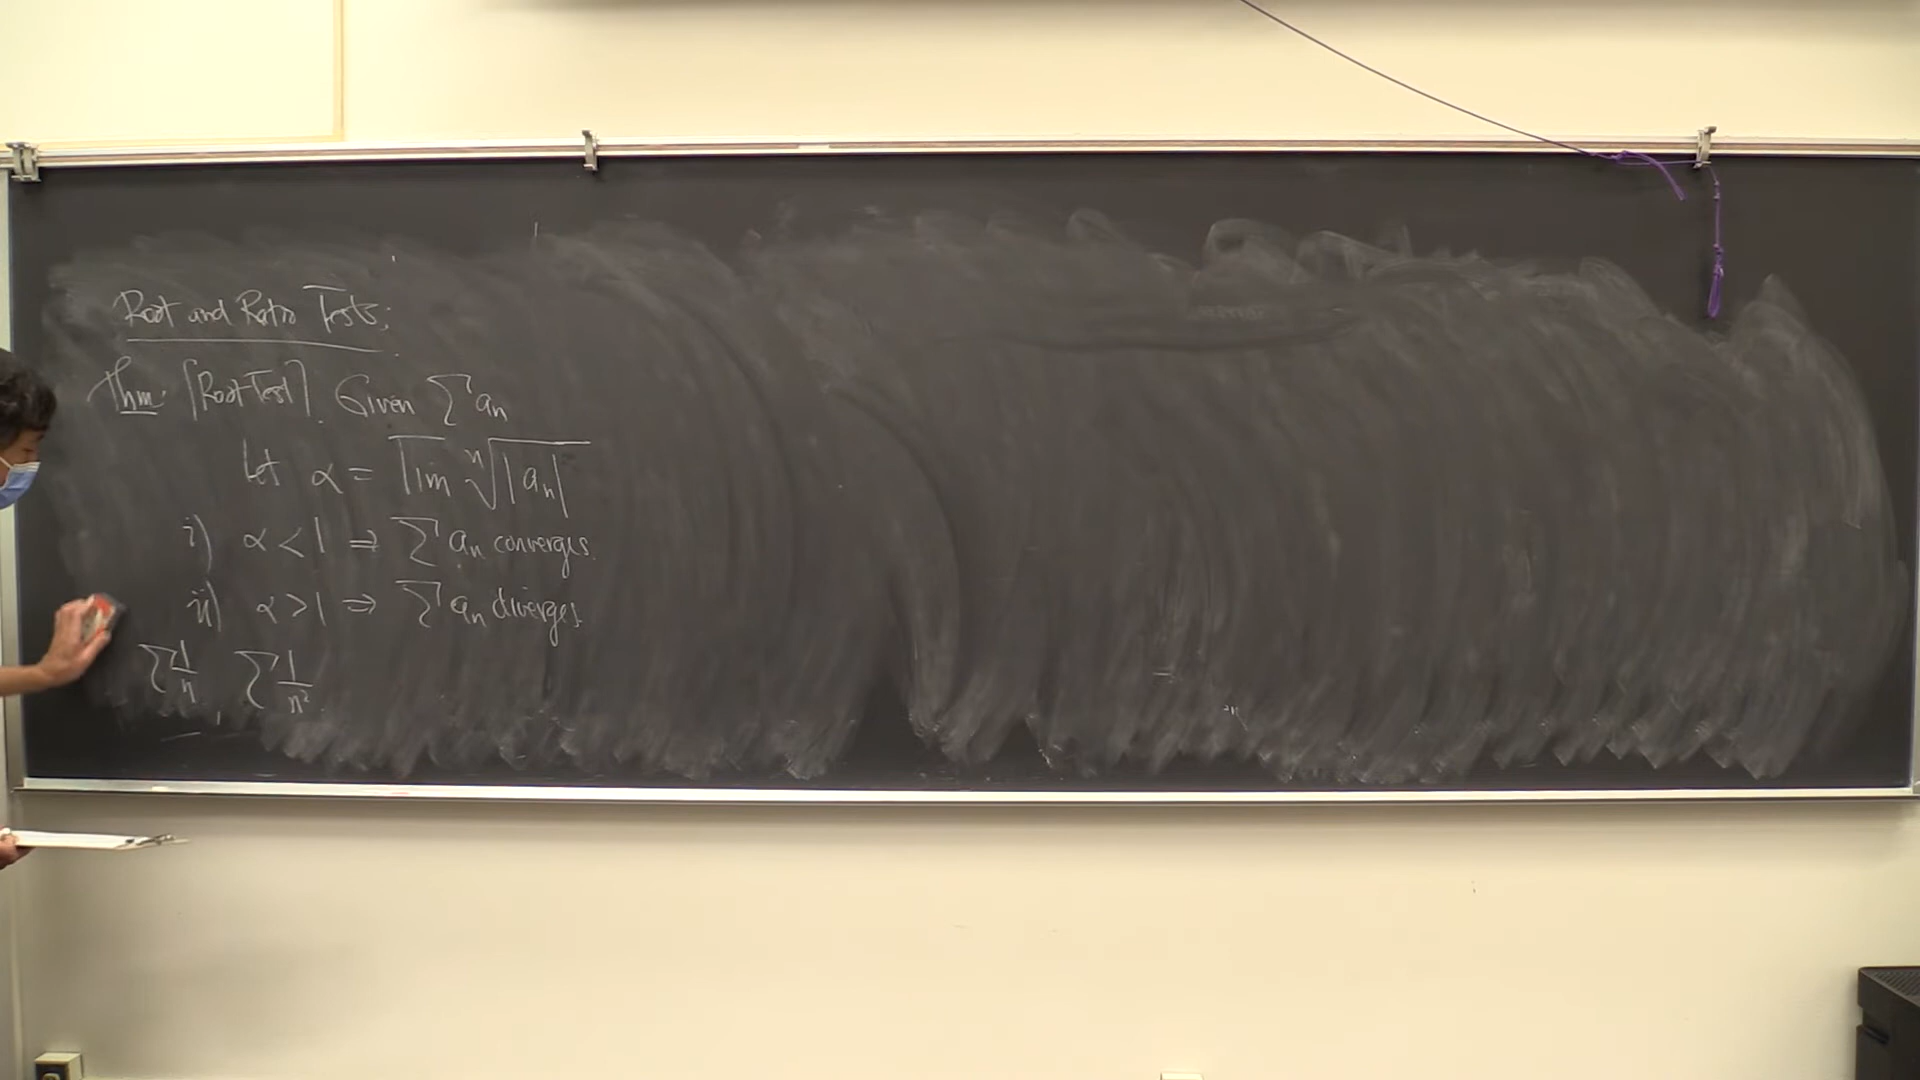 Root and Ratio Tests:
Thm: [Root Test]. Given ∑ aₙ
Let α = l̅i̅m̅ ⁿ√|aₙ|
i) α < 1 ⇒ ∑ aₙ converges.
ii) α > 1 ⇒ ∑ aₙ diverges.
∑ 1/n , ∑ 1/n².